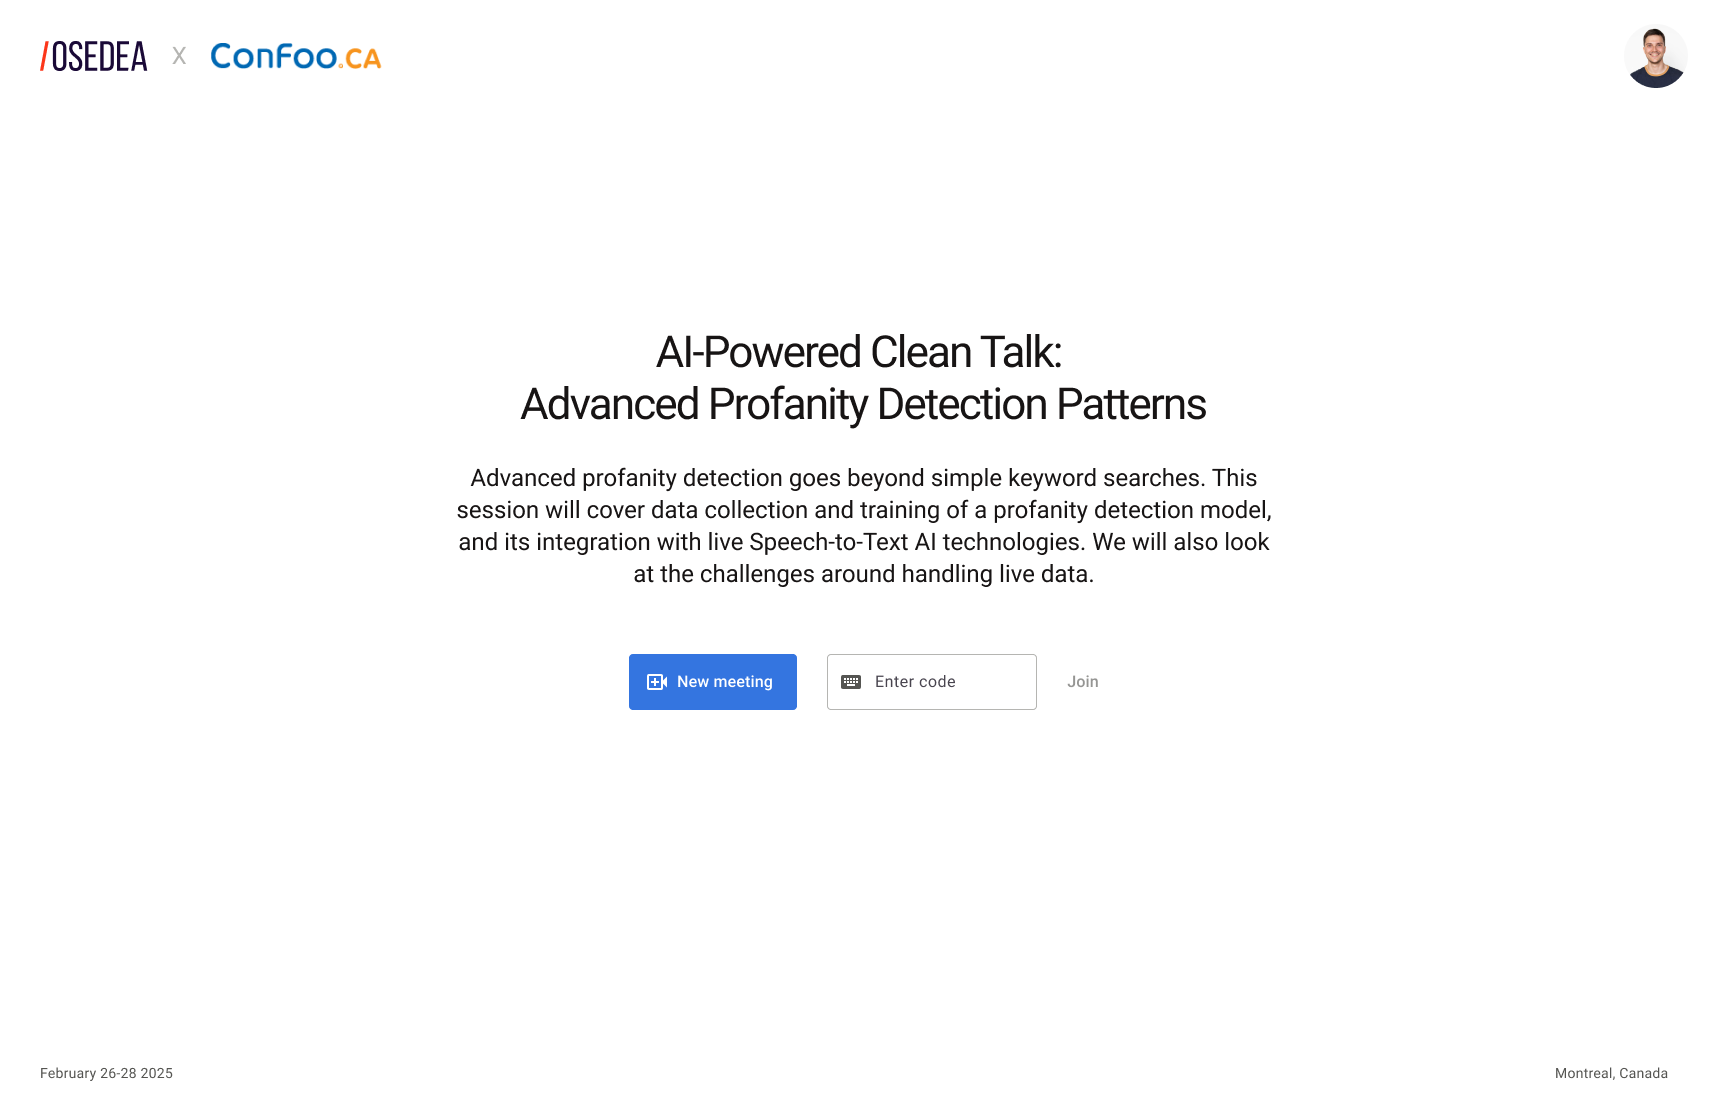 /OSEDEA X ConFoo.CA
AI-Powered Clean Talk:
Advanced Profanity Detection Patterns
Advanced profanity detection goes beyond simple keyword searches. This
session will cover data collection and training of a profanity detection model,
and its integration with live Speech-to-Text AI technologies. We will also look
at the challenges around handling live data.
New meeting
Enter code
Join
February 26-28 2025
Montreal, Canada